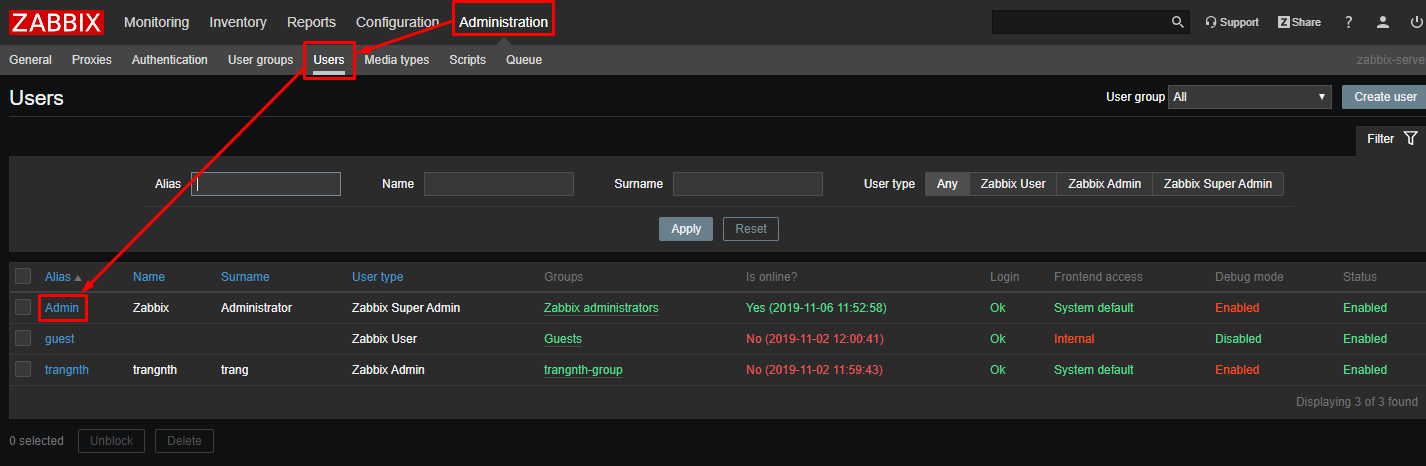 ZABBIX Monitoring Inventory Reports Configuration Administration Support Z Share ?
General Proxies Authentication User groups Users Media types Scripts Queue zabbix-serve
Users User group All Create user
Filter
Alias Name Surname User type Any Zabbix User Zabbix Admin Zabbix Super Admin
Apply Reset
Alias Name Surname User type Groups Is online? Login Frontend access Debug mode Status
Admin Zabbix Administrator Zabbix Super Admin Zabbix administrators Yes (2019-11-06 11:52:58) Ok System default Enabled Enabled
guest Zabbix User Guests No (2019-11-02 12:00:41) Ok Internal Disabled Enabled
trangnth trangnth trang Zabbix Admin trangnth-group No (2019-11-02 11:59:43) Ok System default Enabled Enabled
Displaying 3 of 3 found
0 selected Unblock Delete